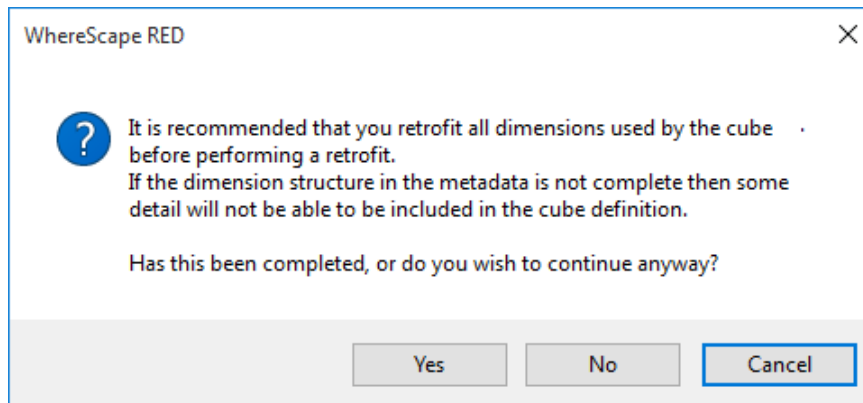 WhereScape RED
It is recommended that you retrofit all dimensions used by the cube
before performing a retrofit.
If the dimension structure in the metadata is not complete then some
detail will not be able to be included in the cube definition.
Has this been completed, or do you wish to continue anyway?
Yes
No
Cancel